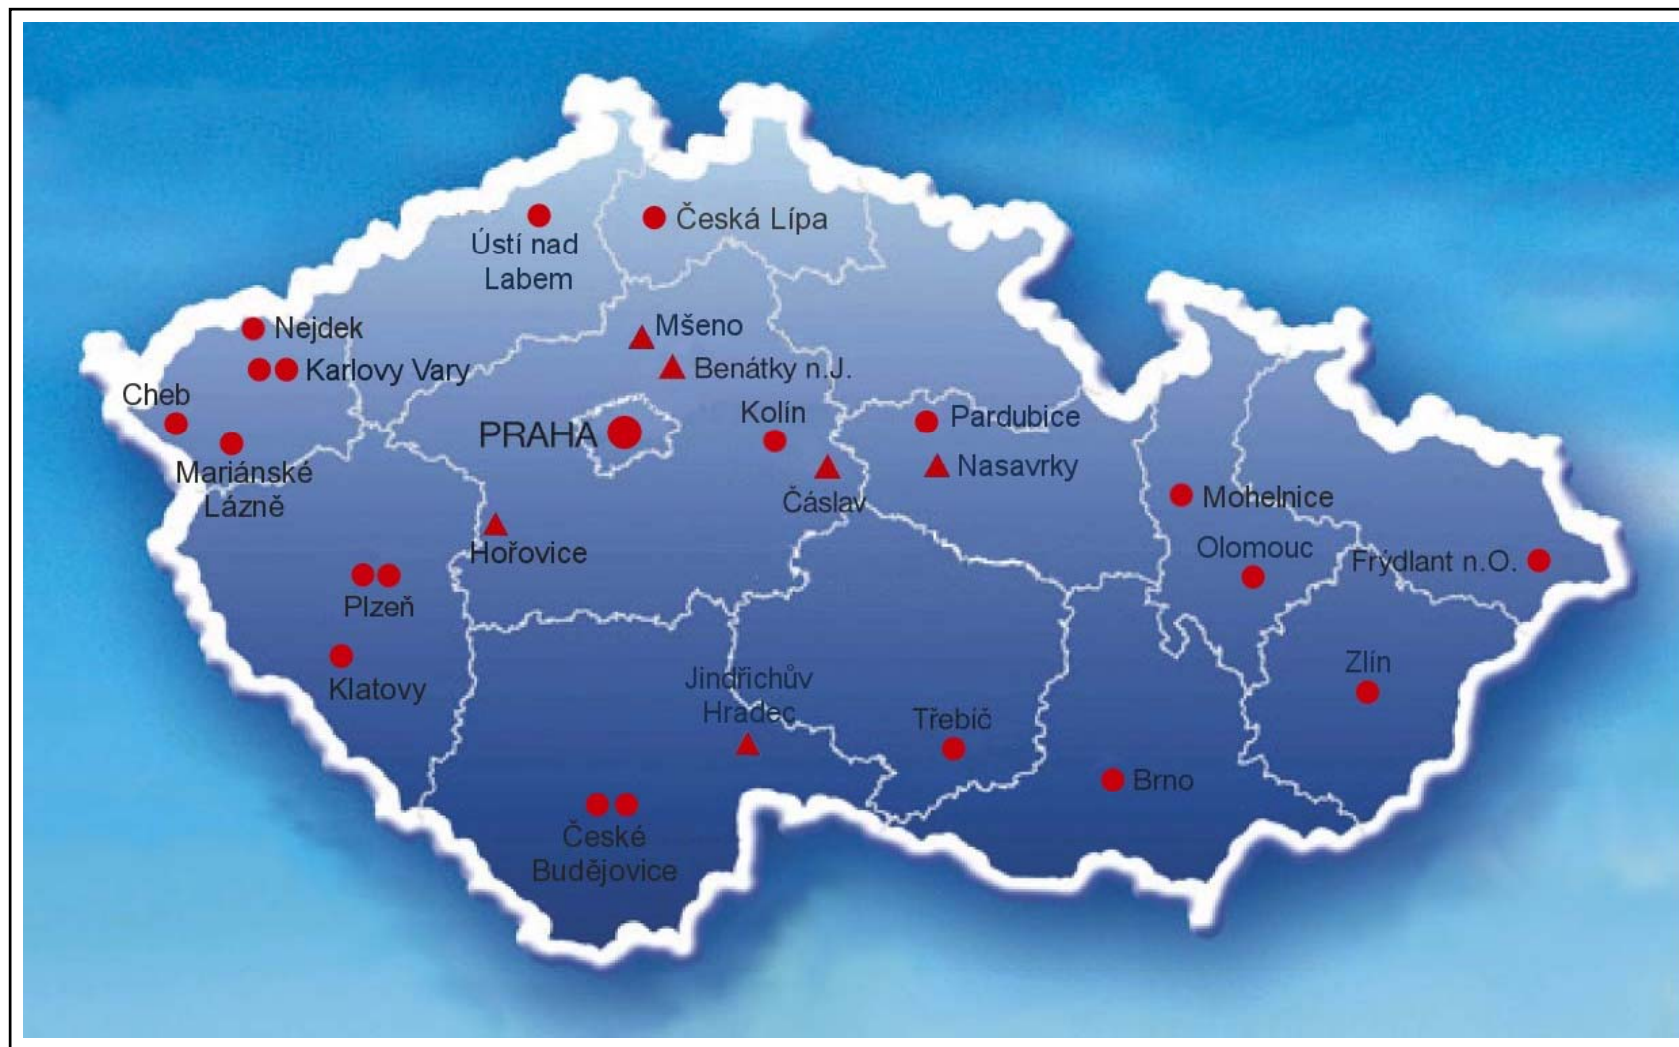 Ústí nad
Labem
Česká Lípa
Nejdek
Mšeno
Karlovy Vary
Benátky n.J.
Cheb
Kolín
Pardubice
PRAHA
Mariánské
Lázně
Nasavrky
Čáslav
Mohelnice
Hořovice
Olomouc
Frýdlant n.O.
Plzeň
Zlín
Klatovy
Jindřichův
Hradec
Třebíč
Brno
České
Budějovice